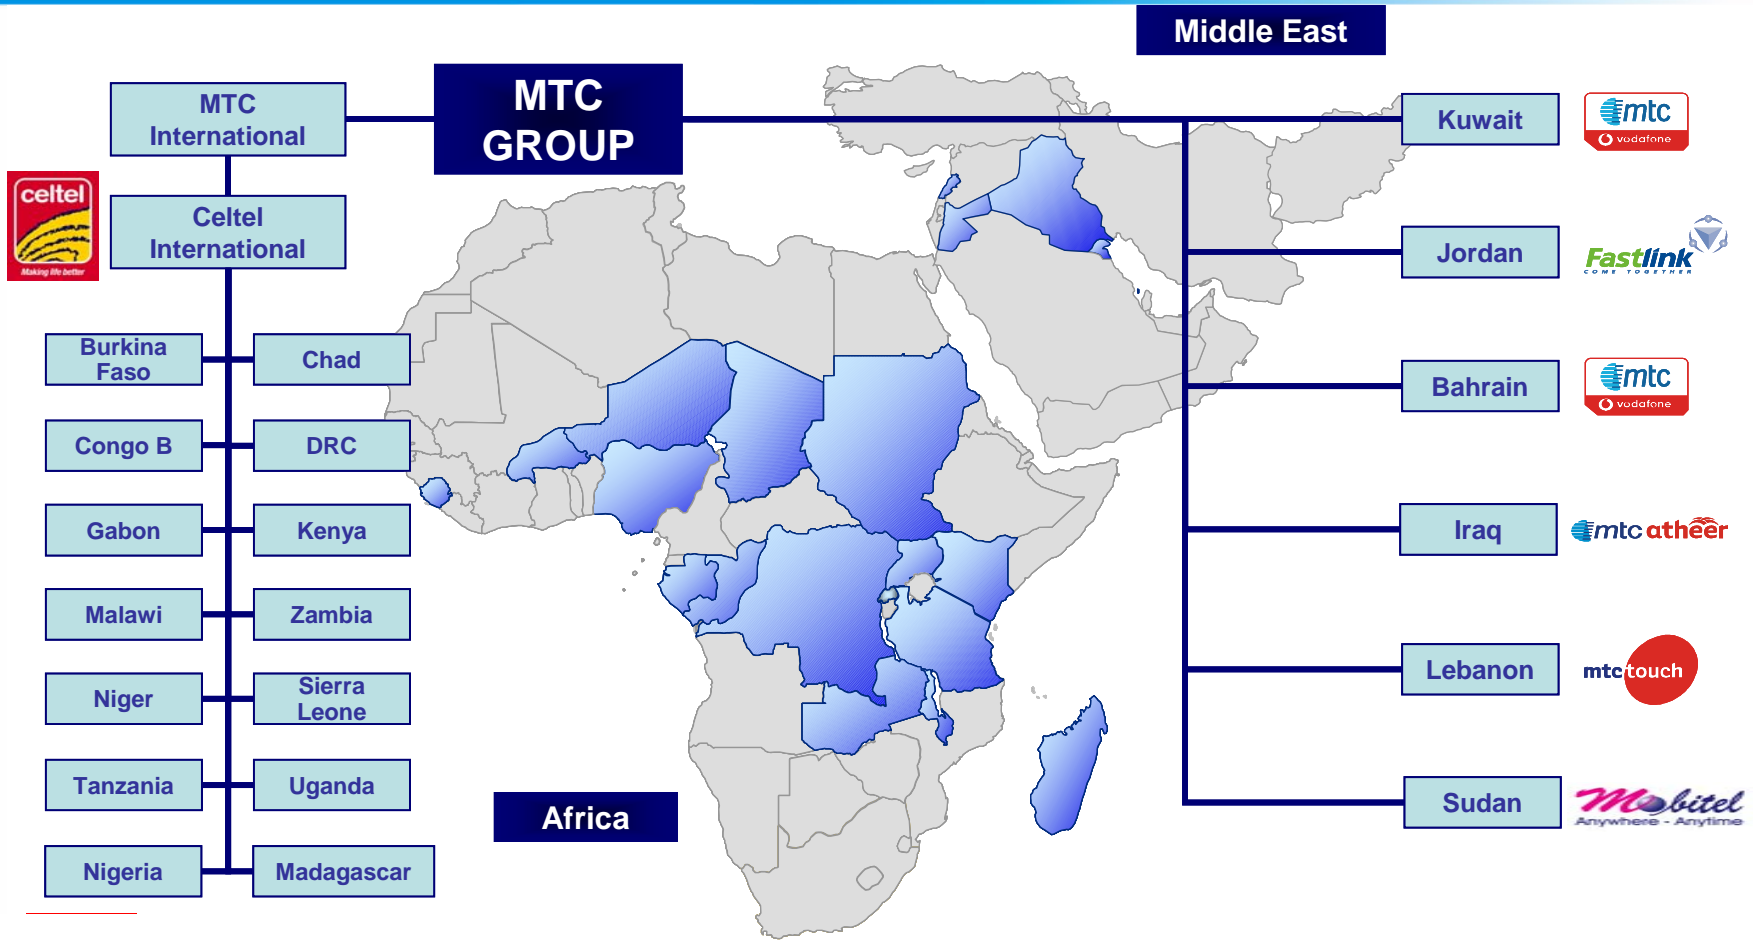 Middle East
MTC
GROUP
MTC
International
celtel
Making life better
Celtel
International
Burkina
Faso
Chad
Congo B
DRC
Gabon
Kenya
Malawi
Zambia
Niger
Sierra
Leone
Tanzania
Uganda
Nigeria
Madagascar
Africa
Kuwait
mtc
vodafone
Jordan
Fastlink
COME TOGETHER
Bahrain
mtc
vodafone
Iraq
mtc atheer
Lebanon
mtc touch
Sudan
Mobitel
Anywhere - Anytime